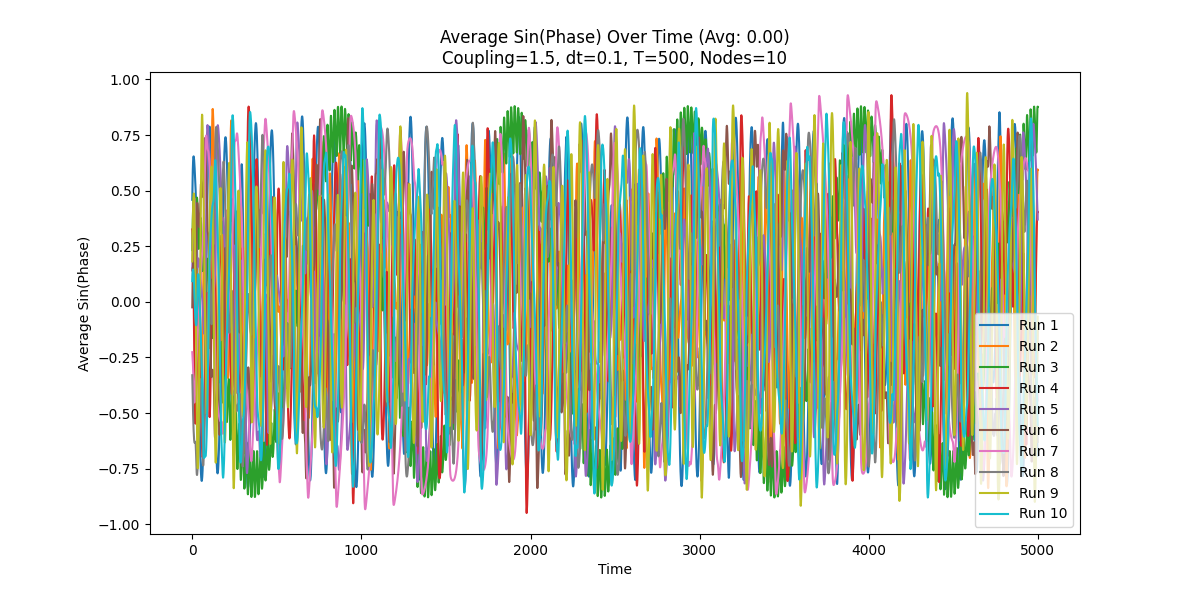 Average Sin(Phase) Over Time (Avg: 0.00)
Coupling=1.5, dt=0.1, T=500, Nodes=10
Average Sin(Phase)
1.00
0.75
0.50
0.25
0.00
−0.25
−0.50
−0.75
−1.00
Run 1
Run 2
Run 3
Run 4
Run 5
Run 6
Run 7
Run 8
Run 9
Run 10
0
1000
2000
3000
4000
5000
Time